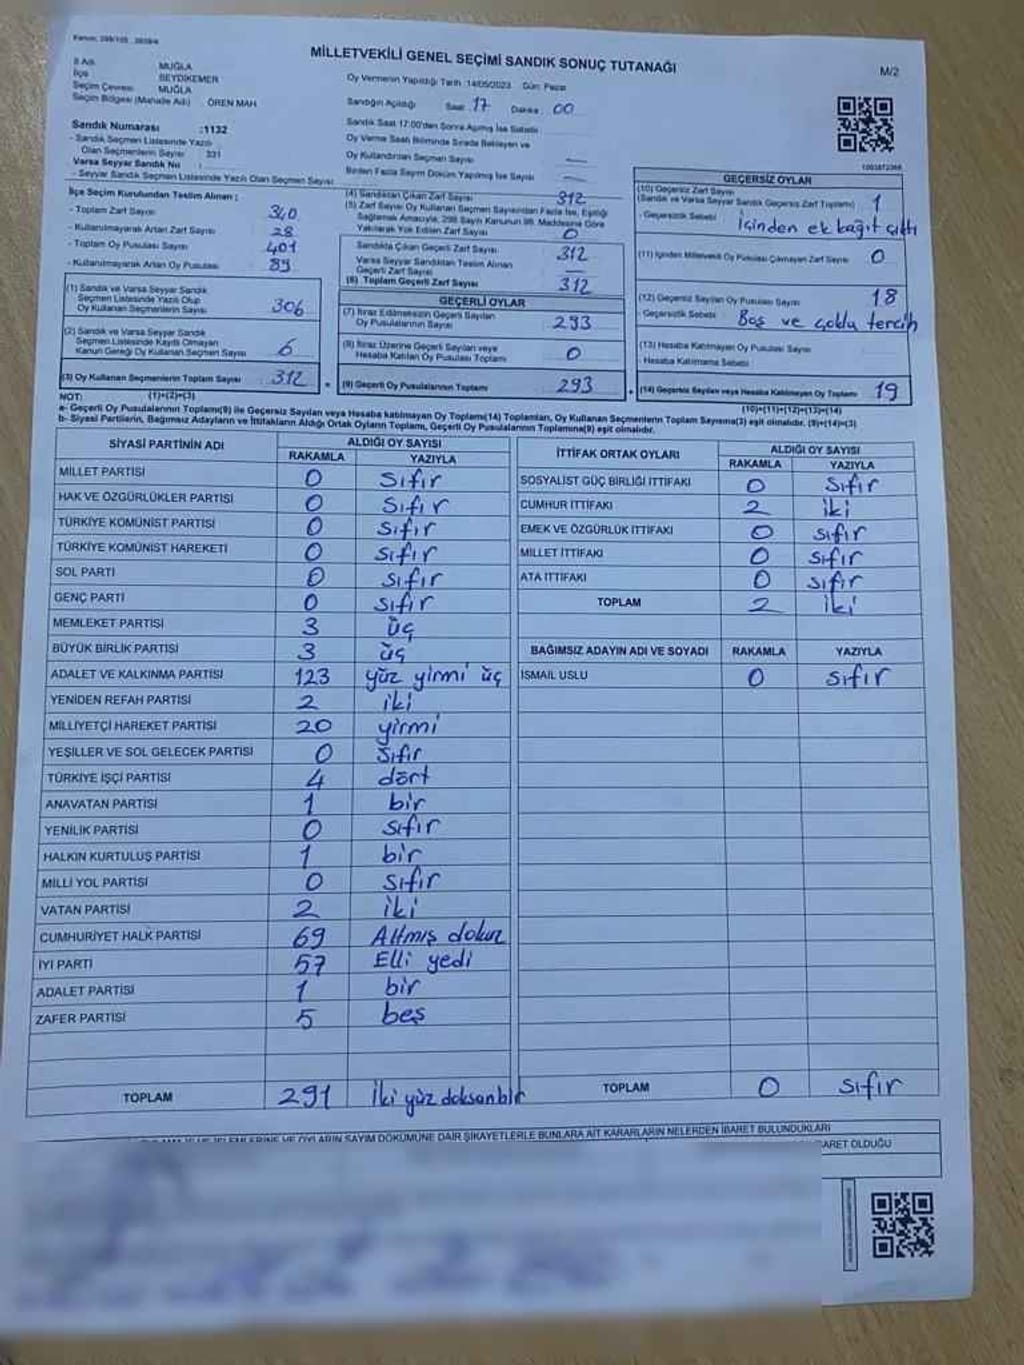 MİLLETVEKİLİ GENEL SEÇİMİ SANDIK SONUÇ TUTANAĞI
M/2
İl Adı MUĞLA
İlçe SEYDİKEMER
Seçim Çevresi MUĞLA
Seçim Bölgesi (Mahalle Adı) ÖREN MAH
Sandık Numarası :1132
- Sandık Seçmen Listesinde Yazılı
Olan Seçmenlerin Sayısı 331
Varsa Seyyar Sandık No :
- Seyyar Sandık Listesinde Yazılı Olan Seçmen Sayısı
Oy Vermenin Yapıldığı Tarih :14/05/2023 Gün: Pazar
Sandığın Açıldığı Saat 17 Dakika 00
Sandık Saat 17:00'den Sonra Açılmış İse Sebebi
Oy Verme Saati Bitiminde Sırada Bekleyen ve
Oy Kullandırılan Seçmen Sayısı —
Birden Fazla Sayım Döküm Yapılmış İse Sayısı —
İlçe Seçim Kurulundan Teslim Alınan :
- Toplam Zarf Sayısı 340
- Kullanılmayarak Artan Zarf Sayısı 28
- Toplam Oy Pusulası Sayısı 401
- Kullanılmayarak Artan Oy Pusulası 89
(1) Sandık ve Varsa Seyyar Sandık
Seçmen Listesinde Yazılı Olup
Oy Kullanan Seçmenlerin Sayısı 306
(2) Sandık ve Varsa Seyyar Sandık
Seçmen Listesinde Kayıtlı Olmayan
Kanun Gereği Oy Kullanan Seçmen Sayısı 6
(3) Oy Kullanan Seçmenlerin Toplam Sayısı 312
(1)+(2)=(3)
(4) Sandıktan Çıkan Zarf Sayısı 312
(5) Zarf Sayısı Oy Kullanan Seçmen Sayısından Fazla İse, Eşitliği
Sağlamak Amacıyla, 298 Sayılı Kanunun 98. Maddesine Göre
Yakılarak Yok Edilen Zarf Sayısı 0
Sandıkta Çıkan Geçerli Zarf Sayısı 312
Varsa Seyyar Sandıktan Teslim Alınan
Geçerli Zarf Sayısı —
(6) Toplam Geçerli Zarf Sayısı 312
GEÇERLİ OYLAR
(7) İtiraz Edilmeksizin Geçerli Sayılan
Oy Pusulalarının Sayısı 293
(8) İtiraz Üzerine Geçerli Sayılan veya
Hesaba Katılan Oy Pusulası Toplamı 0
(9) Geçerli Oy Pusulalarının Toplamı 293
GEÇERSİZ OYLAR
(10) Geçersiz Zarf Sayısı
(Sandık ve Varsa Seyyar Sandık Geçersiz Zarf Toplamı) 1
- Geçersizlik Sebebi İçinden ek kağıt çıktı
(11) İçinden Milletvekili Oy Pusulası Çıkmayan Zarf Sayısı 0
(12) Geçersiz Sayılan Oy Pusulası Sayısı 18
- Geçersizlik Sebebi Boş ve çoklu tercih
(13) Hesaba Katılmayan Oy Pusulası Sayısı
- Hesaba Katılmama Sebebi
(14) Geçersiz Sayılan veya Hesaba Katılmayan Oy Toplamı 19
(10)+(11)+(12)+(13)=(14)
NOT:
a- Geçerli Oy Pusulalarının Toplamı(9) ile Geçersiz Sayılan veya Hesaba katılmayan Oy Toplamı(14) Toplamları, Oy Kullanan Seçmenlerin Toplam Sayısına(3) eşit olmalıdır. (9)+(14)=(3)
b- Siyasi Partilerin, Bağımsız Adayların ve İttifakların Aldığı Ortak Oyların Toplamı, Geçerli Oy Pusulalarının Toplamına(9) eşit olmalıdır.
SİYASİ PARTİNİN ADI ALDIĞI OY SAYISI
RAKAMLA YAZIYLA
MİLLET PARTİSİ 0 Sıfır
HAK VE ÖZGÜRLÜKLER PARTİSİ 0 Sıfır
TÜRKİYE KOMÜNİST PARTİSİ 0 sıfır
TÜRKİYE KOMÜNİST HAREKETİ 0 sıfır
SOL PARTİ 0 sıfır
GENÇ PARTİ 0 sıfır
MEMLEKET PARTİSİ 3 üç
BÜYÜK BİRLİK PARTİSİ 3 üç
ADALET VE KALKINMA PARTİSİ 123 yüz yirmi üç
YENİDEN REFAH PARTİSİ 2 iki
MİLLİYETÇİ HAREKET PARTİSİ 20 yirmi
YEŞİLLER VE SOL GELECEK PARTİSİ 0 sıfır
TÜRKİYE İŞÇİ PARTİSİ 4 dört
ANAVATAN PARTİSİ 1 bir
YENİLİK PARTİSİ 0 sıfır
HALKIN KURTULUŞ PARTİSİ 1 bir
MİLLİ YOL PARTİSİ 0 sıfır
VATAN PARTİSİ 2 iki
CUMHURİYET HALK PARTİSİ 69 Altmış dokuz
İYİ PARTİ 57 Elli yedi
ADALET PARTİSİ 1 bir
ZAFER PARTİSİ 5 beş
TOPLAM 291 İki yüz doksanbir
İTTİFAK ORTAK OYLARI ALDIĞI OY SAYISI
RAKAMLA YAZIYLA
SOSYALİST GÜÇ BİRLİĞİ İTTİFAKI 0 sıfır
CUMHUR İTTİFAKI 2 iki
EMEK VE ÖZGÜRLÜK İTTİFAKI 0 sıfır
MİLLET İTTİFAKI 0 sıfır
ATA İTTİFAKI 0 sıfır
TOPLAM 2 iki
BAĞIMSIZ ADAYIN ADI VE SOYADI RAKAMLA YAZIYLA
İSMAİL USLU 0 sıfır
TOPLAM 0 sıfır
OYLARIN SAYIM DÖKÜMÜNE DAİR ŞİKAYETLERLE BUNLARA AİT KARARLARIN NELERDEN İBARET BULUNDUKLARI
OLDUĞU